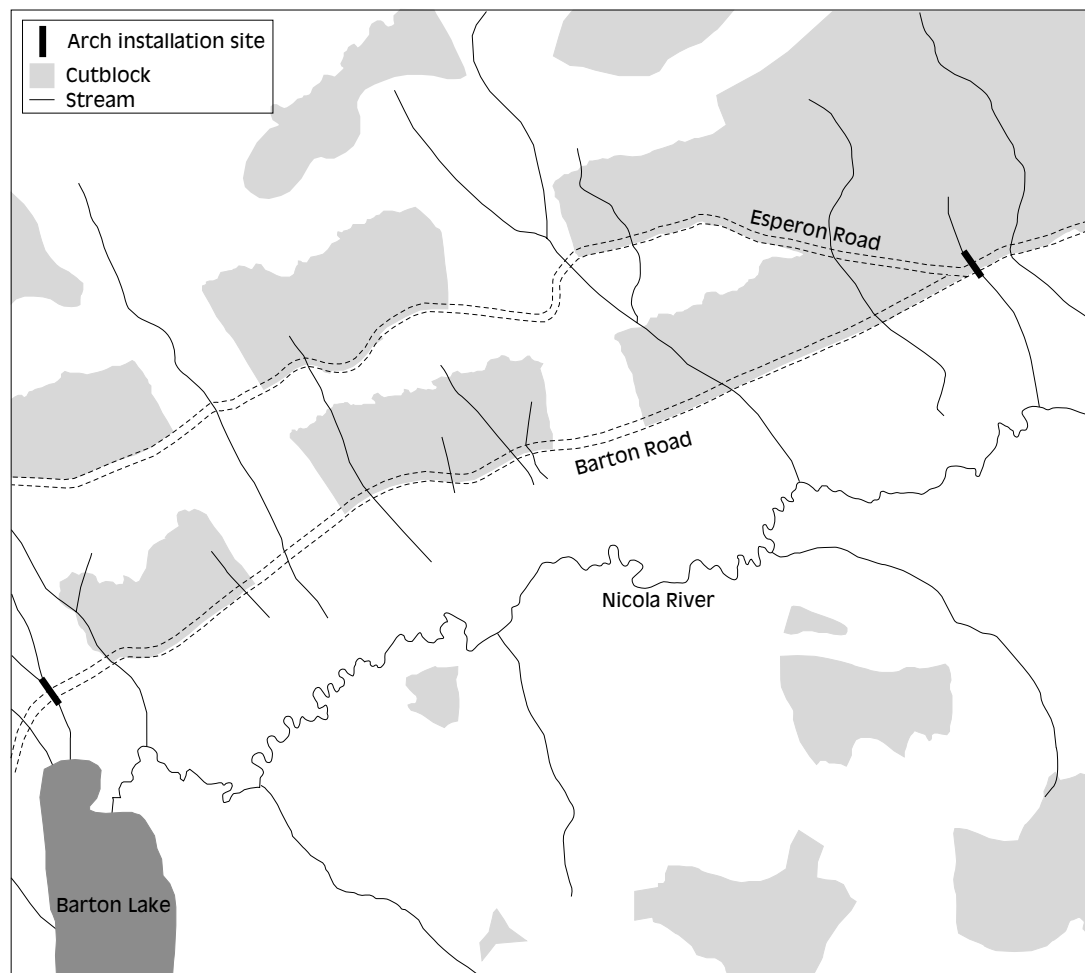 Arch installation site
Cutblock
Stream
Esperon Road
Barton Road
Nicola River
Barton Lake